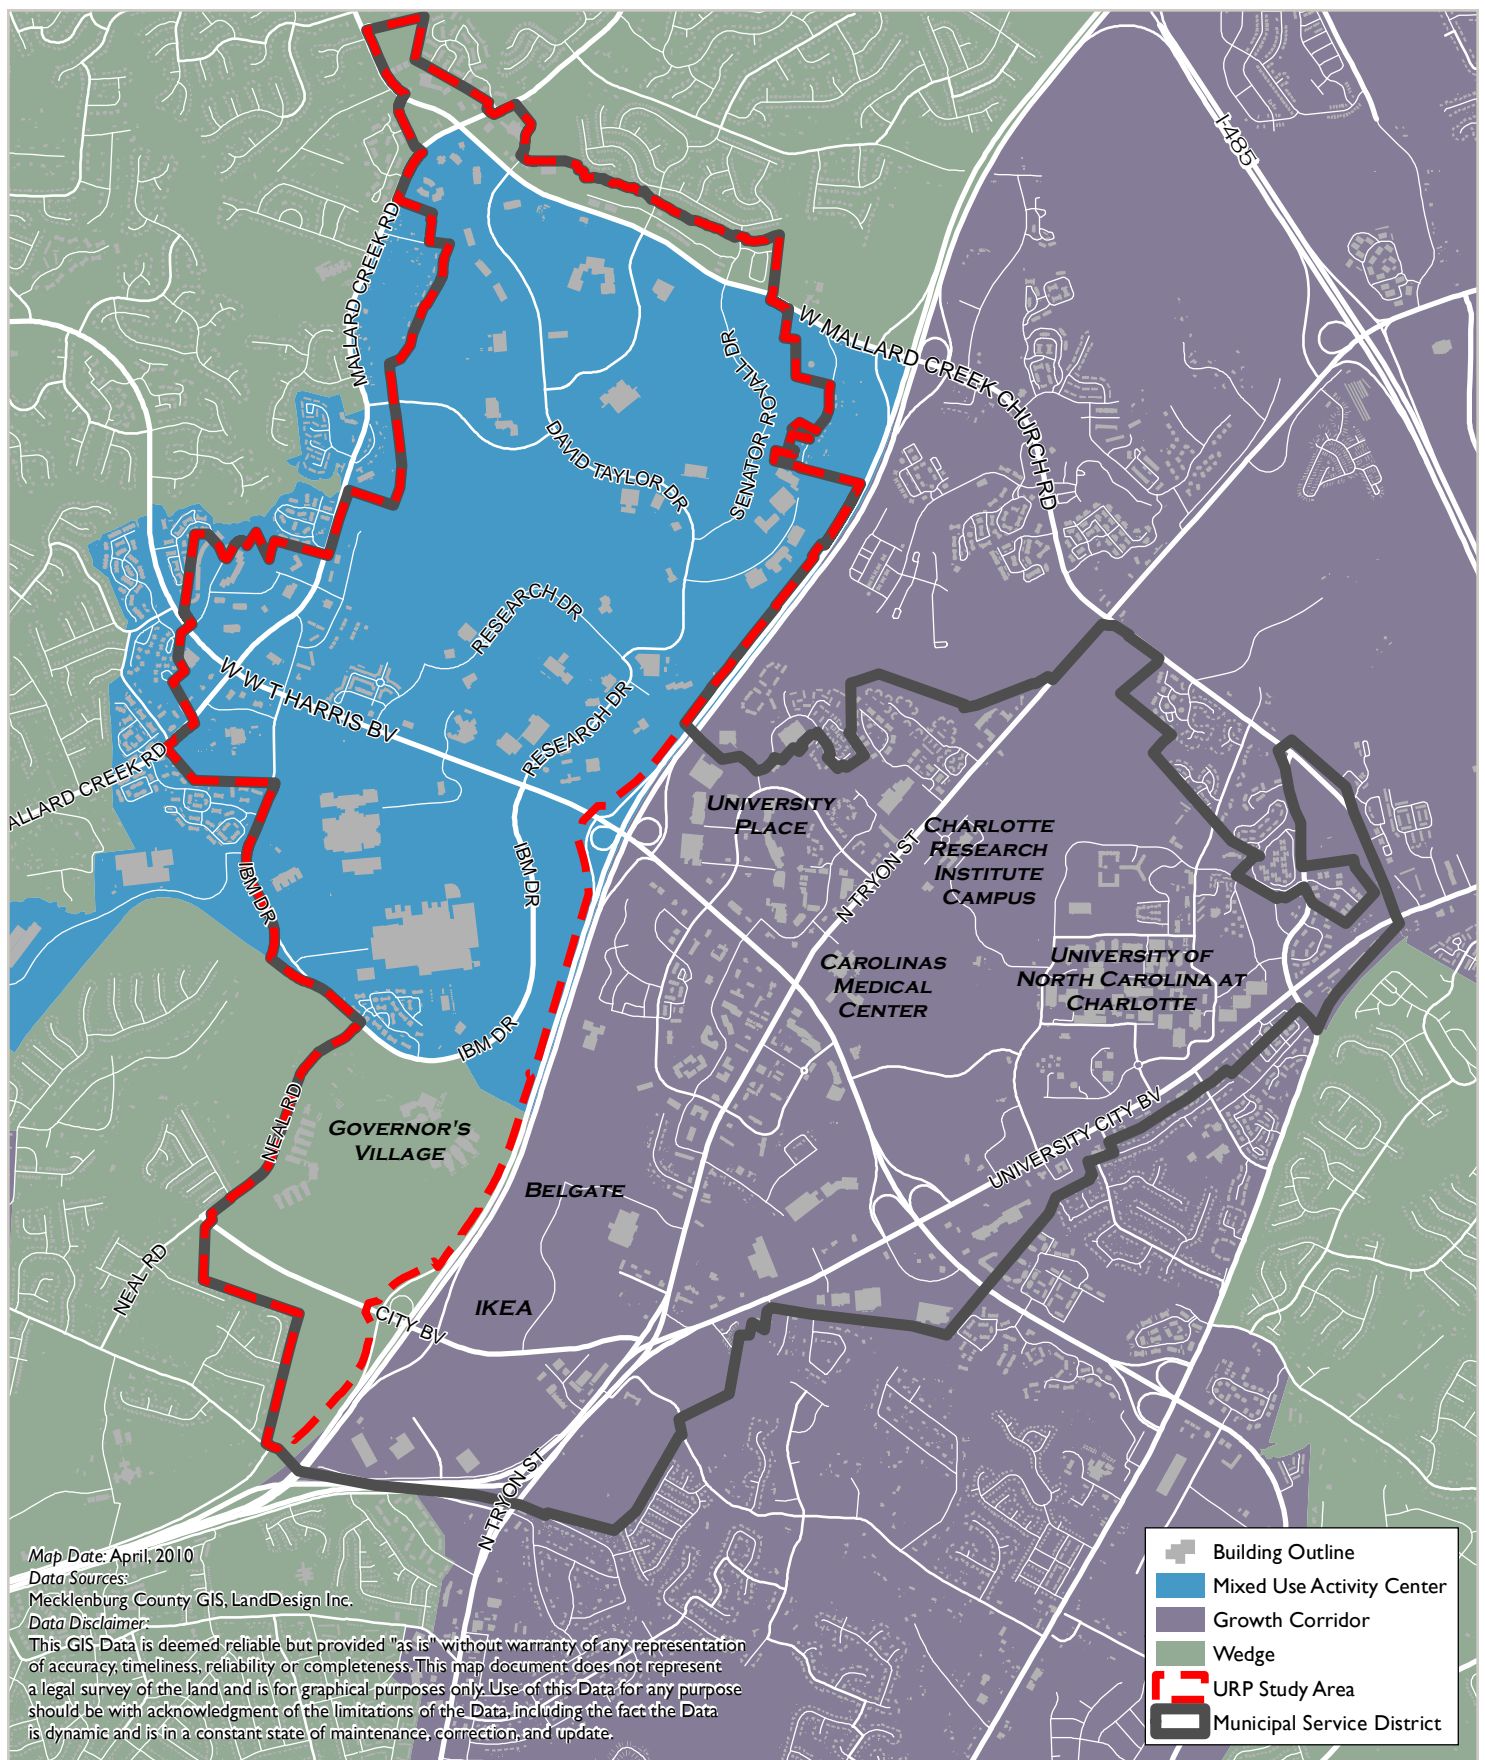 I-485
MALLARD CREEK RD
W MALLARD CREEK CHURCH RD
SENATOR ROYALL DR
DAVID TAYLOR DR
RESEARCH DR
W W T HARRIS BV
RESEARCH DR
ALLARD CREEK RD
UNIVERSITY
PLACE
CHARLOTTE
RESEARCH
INSTITUTE
CAMPUS
N TRYON ST
IBM DR
IBM DR
CAROLINAS
MEDICAL
CENTER
UNIVERSITY OF
NORTH CAROLINA AT
CHARLOTTE
IBM DR
NEAL RD
GOVERNOR'S
VILLAGE
UNIVERSITY CITY BV
BELGATE
NEAL RD
IKEA
CITY BV
N TRYON ST
Map Date: April, 2010
Data Sources:
Mecklenburg County GIS, LandDesign Inc.
Data Disclaimer:
This GIS Data is deemed reliable but provided "as is" without warranty of any representation
of accuracy, timeliness, reliability or completeness. This map document does not represent
a legal survey of the land and is for graphical purposes only. Use of this Data for any purpose
should be with acknowledgment of the limitations of the Data, including the fact the Data
is dynamic and is in a constant state of maintenance, correction, and update.
Building Outline
Mixed Use Activity Center
Growth Corridor
Wedge
URP Study Area
Municipal Service District